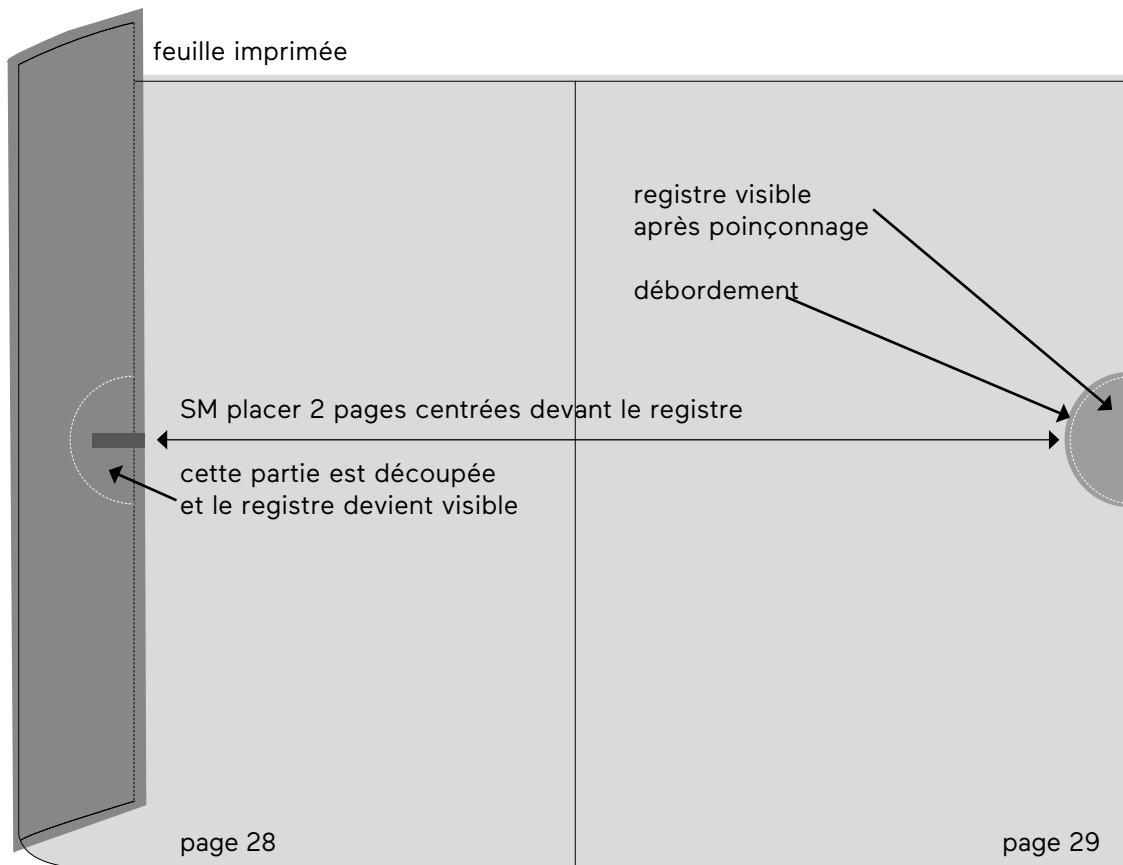 feuille imprimée
registre visible
après poinçonnage
débordement
SM placer 2 pages centrées devant le registre
cette partie est découpée
et le registre devient visible
page 28
page 29